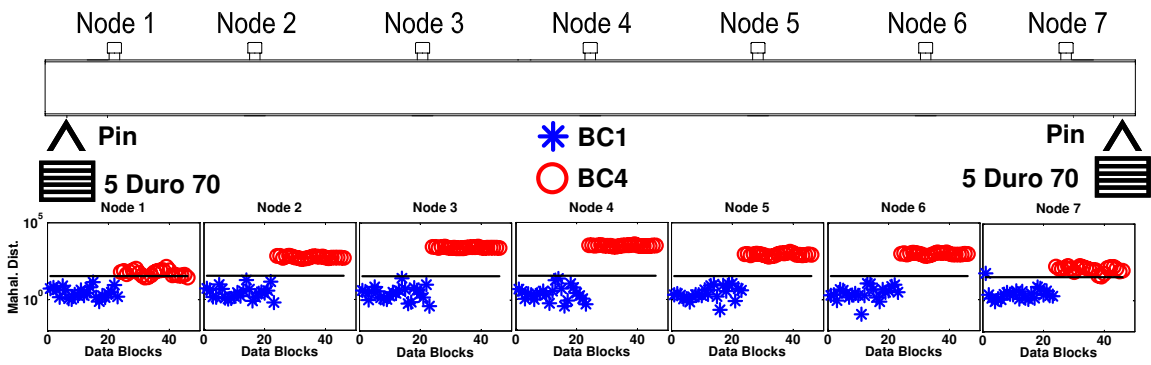 Node 1 Node 2 Node 3 Node 4 Node 5 Node 6 Node 7
Pin BC1 Pin
5 Duro 70 BC4 5 Duro 70
Node 1 Node 2 Node 3 Node 4 Node 5 Node 6 Node 7
10^5
Mahal. Dist.
10^0
0 20 40 0 20 40 0 20 40 0 20 40 0 20 40 0 20 40 0 20 40
Data Blocks Data Blocks Data Blocks Data Blocks Data Blocks Data Blocks Data Blocks